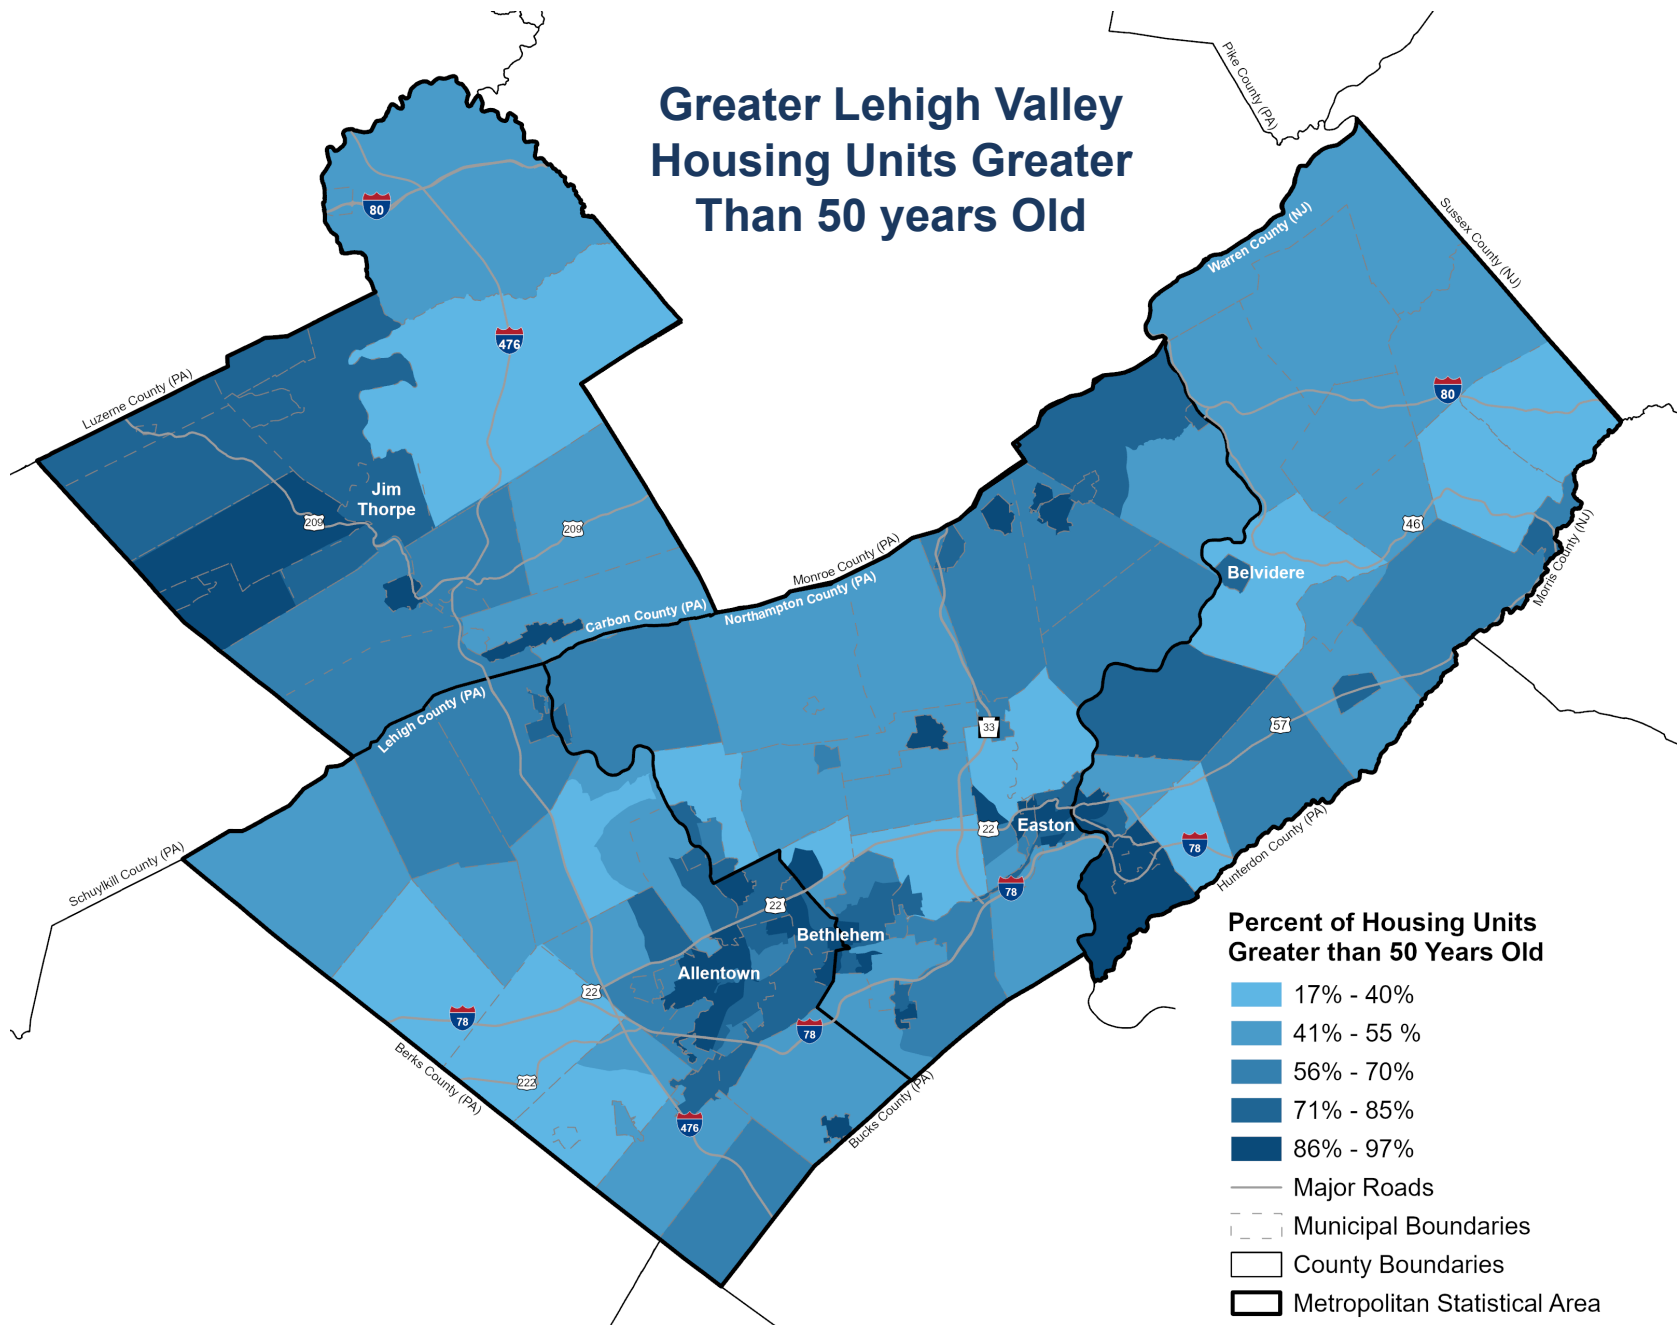 Greater Lehigh Valley
Housing Units Greater
Than 50 years Old
Pike County (PA)
Sussex County (NJ)
Warren County (NJ)
80
476
80
Luzerne County (PA)
Jim
Thorpe
209
209
46
Morris County (NJ)
Monroe County (PA)
Northampton County (PA)
Carbon County (PA)
Belvidere
Lehigh County (PA)
33
57
22
Easton
78
Schuylkill County (PA)
Hunterdon County (PA)
78
22
Bethlehem
Allentown
22
78
78
222
Berks County (PA)
476
Bucks County (PA)
Percent of Housing Units
Greater than 50 Years Old
17% - 40%
41% - 55 %
56% - 70%
71% - 85%
86% - 97%
Major Roads
Municipal Boundaries
County Boundaries
Metropolitan Statistical Area